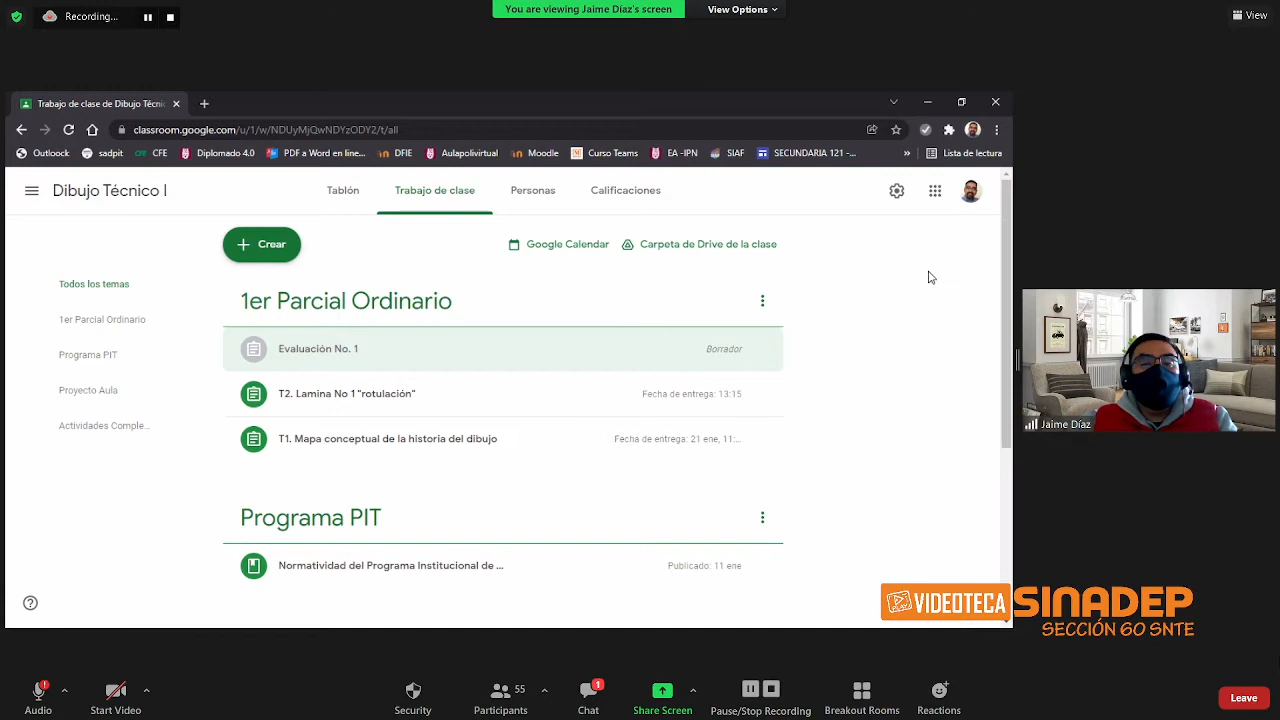 Recording...
You are viewing Jaime Díaz's screen
View Options
View
Trabajo de clase de Dibujo Técni
classroom.google.com/u/1/w/NDUyMjQwNDYzODY2/t/all
Outloock
sadpit
CFE
Diplomado 4.0
PDF a Word en line...
DFIE
Aulapolivirtual
Moodle
Curso Teams
EA -IPN
SIAF
SECUNDARIA 121 -...
»
Lista de lectura
Dibujo Técnico I
Tablón
Trabajo de clase
Personas
Calificaciones
+ Crear
Google Calendar
Carpeta de Drive de la clase
Todos los temas
1er Parcial Ordinario
Programa PIT
Proyecto Aula
Actividades Comple...
1er Parcial Ordinario
Evaluación No. 1
Borrador
T2. Lamina No 1 "rotulación"
Fecha de entrega: 13:15
T1. Mapa conceptual de la historia del dibujo
Fecha de entrega: 21 ene, 11:...
Programa PIT
Normatividad del Programa Institucional de ...
Publicado: 11 ene
Jaime Díaz
VIDEOTECA
SINADEP
SECCIÓN 60 SNTE
Audio
Start Video
Security
55
Participants
1
Chat
Share Screen
Pause/Stop Recording
Breakout Rooms
Reactions
Leave